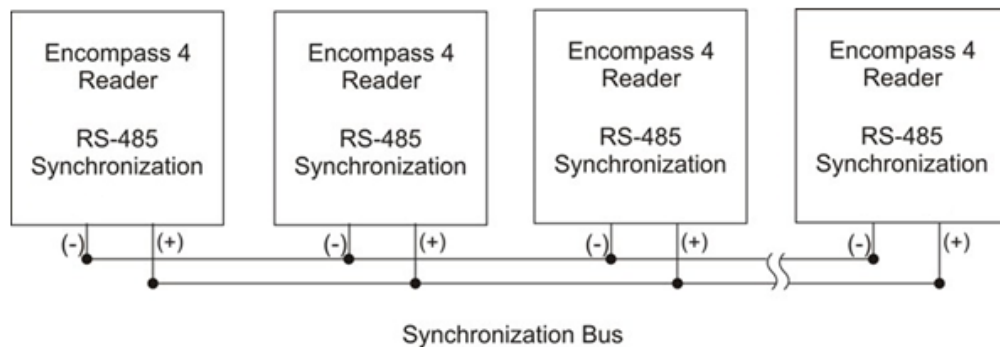 Encompass 4
Reader
RS-485
Synchronization
(-)
(+)
Encompass 4
Reader
RS-485
Synchronization
(-)
(+)
Encompass 4
Reader
RS-485
Synchronization
(-)
(+)
Encompass 4
Reader
RS-485
Synchronization
(-)
(+)
Synchronization Bus